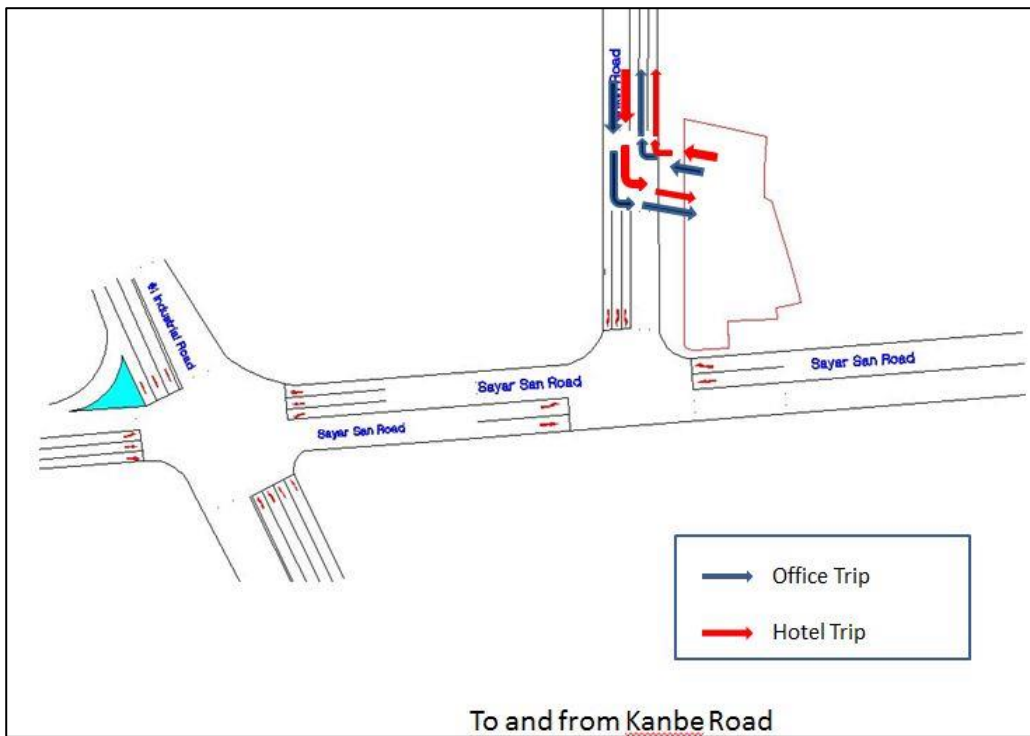 Road
Industrial Road
Sayar San Road
Sayar San Road
Sayar San Road
Office Trip
Hotel Trip
To and from Kanbe Road